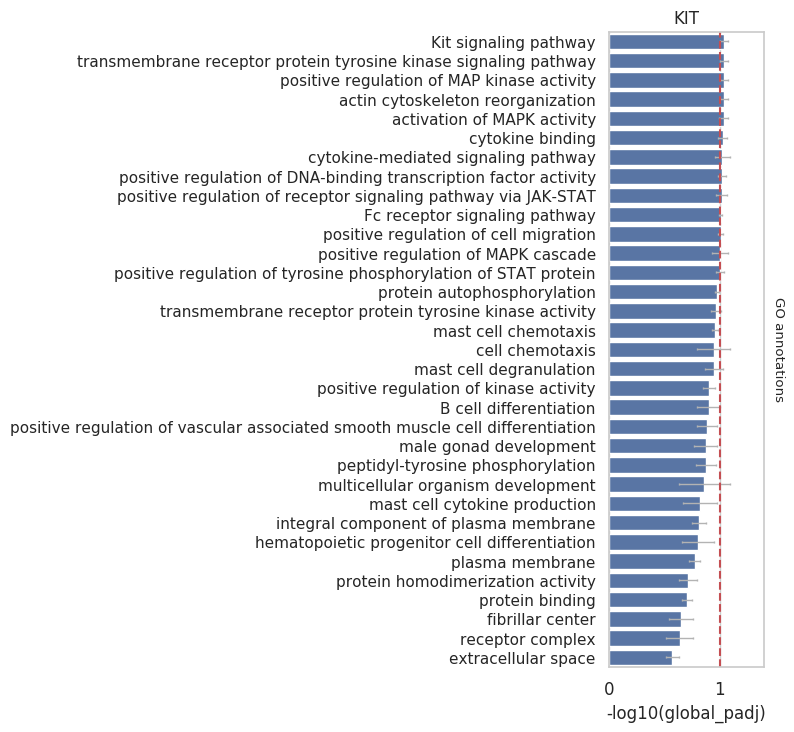 KIT
Kit signaling pathway
transmembrane receptor protein tyrosine kinase signaling pathway
positive regulation of MAP kinase activity
actin cytoskeleton reorganization
activation of MAPK activity
cytokine binding
cytokine-mediated signaling pathway
positive regulation of DNA-binding transcription factor activity
positive regulation of receptor signaling pathway via JAK-STAT
Fc receptor signaling pathway
positive regulation of cell migration
positive regulation of MAPK cascade
positive regulation of tyrosine phosphorylation of STAT protein
protein autophosphorylation
transmembrane receptor protein tyrosine kinase activity
mast cell chemotaxis
cell chemotaxis
mast cell degranulation
positive regulation of kinase activity
B cell differentiation
positive regulation of vascular associated smooth muscle cell differentiation
male gonad development
peptidyl-tyrosine phosphorylation
multicellular organism development
mast cell cytokine production
integral component of plasma membrane
hematopoietic progenitor cell differentiation
plasma membrane
protein homodimerization activity
protein binding
fibrillar center
receptor complex
extracellular space
GO annotations
0 1
-log10(global_padj)